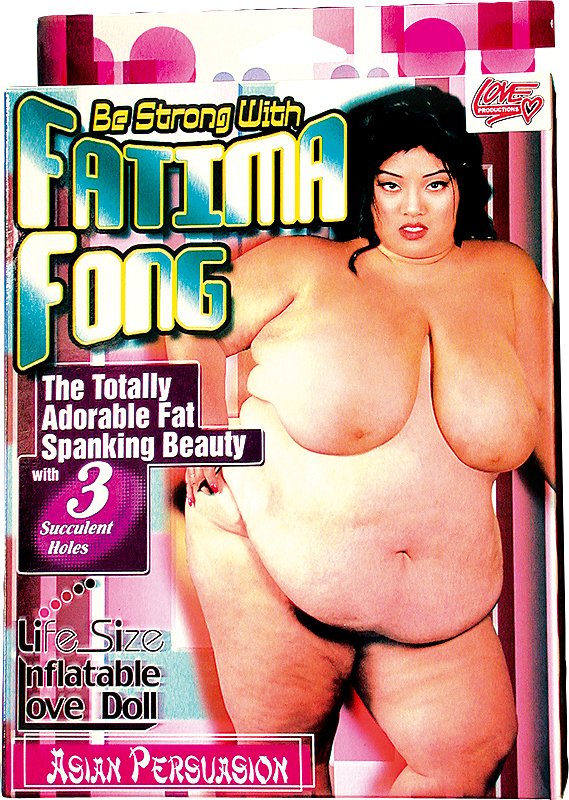 LOVE
PRODUCTIONS
Be Strong With
FATIMA
FONG
The Totally
Adorable Fat
Spanking Beauty
with 3
Succulent
Holes
Life Size
Inflatable
Love Doll
ASIAN PERSUASION